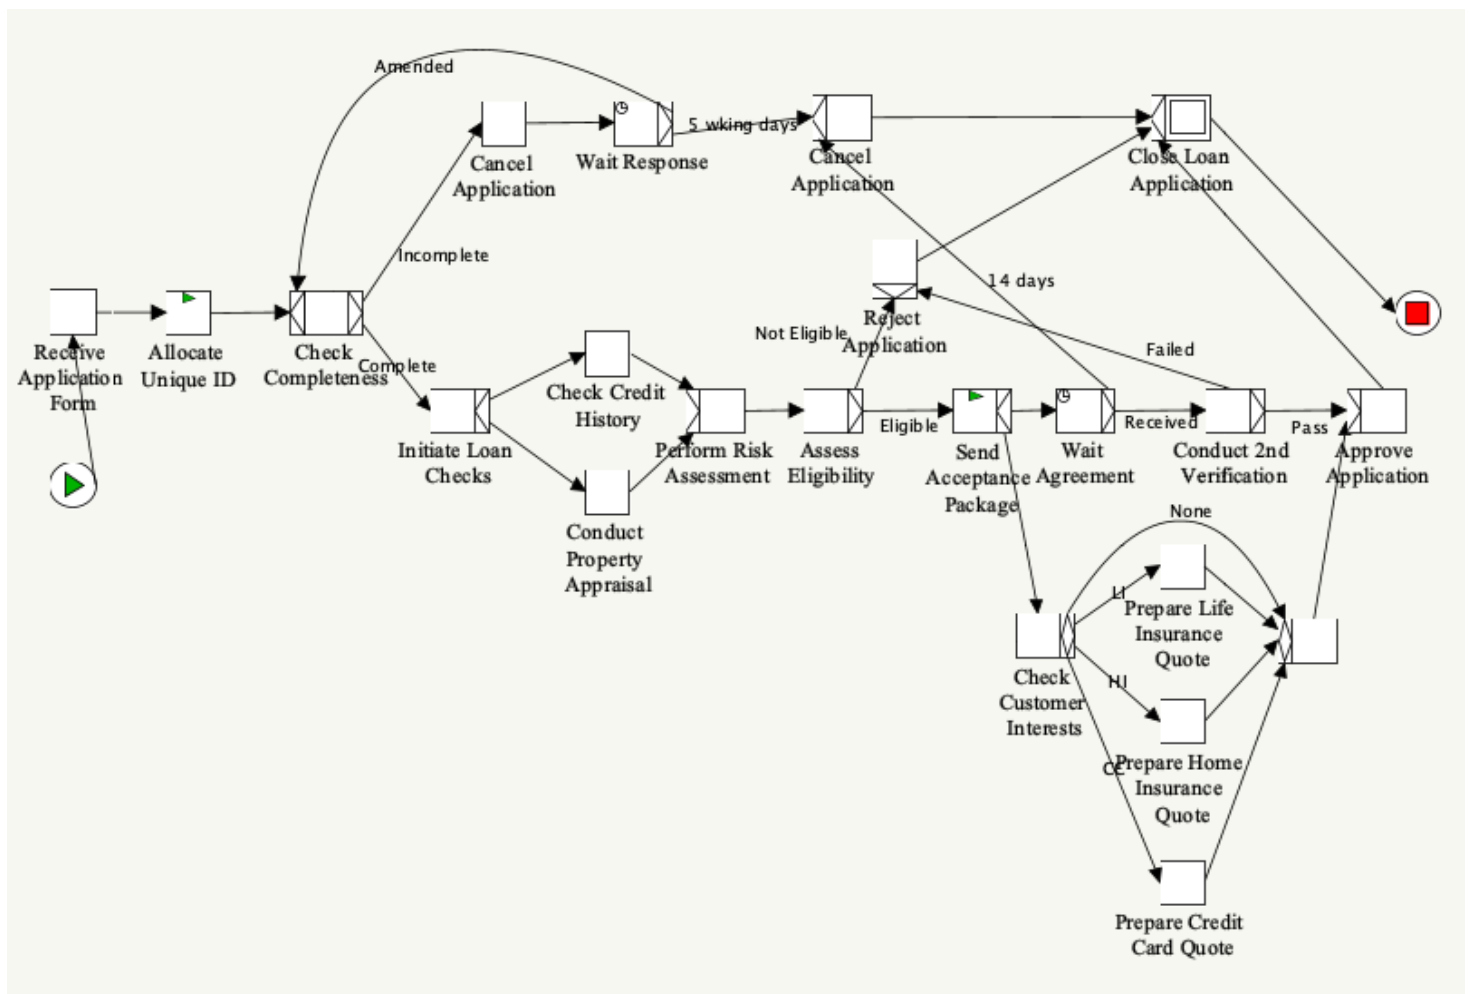 Amended
5 wking days
Cancel
Application
Wait Response
Cancel
Application
Close Loan
Application
Incomplete
14 days
Receive
Application
Form
Allocate
Unique ID
Check
Completeness
Complete
Not Eligible
Reject
Application
Failed
Check Credit
History
Initiate Loan
Checks
Perform Risk
Assessment
Assess
Eligibility
Eligible
Send
Acceptance
Package
Wait
Agreement
Received
Conduct 2nd
Verification
Pass
Approve
Application
Conduct
Property
Appraisal
None
LI
Prepare Life
Insurance
Quote
Check
Customer
Interests
HI
Prepare Home
Insurance
Quote
CC
Prepare Credit
Card Quote